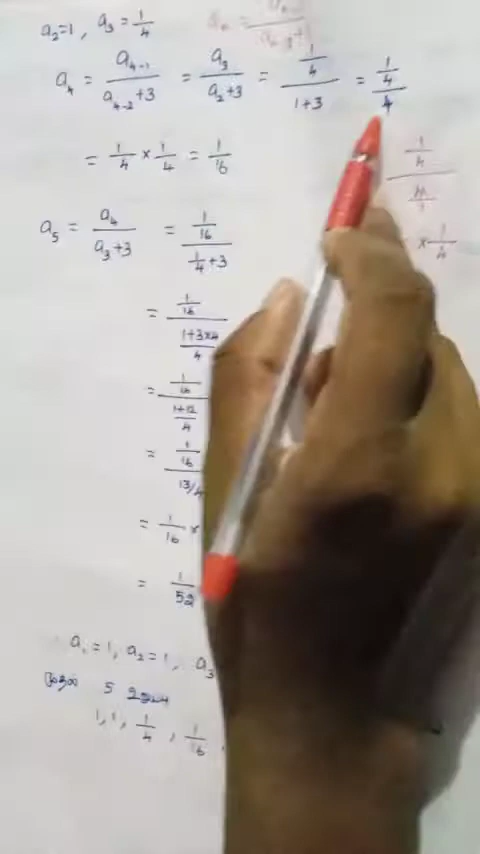 a₂=1 , a₃ = 1/4
a₄ = a₄₋₁/(a₄₋₂+3) = a₃/(a₂+3) = (1/4)/(1+3) = (1/4)/4
= 1/4 × 1/4 = 1/16
a₅ = a₄/(a₃+3) = (1/16)/(1/4+3)
= (1/16)/((1+3×4)/4)
= (1/16)/((1+12)/4)
= (1/16)/(13/4)
= 1/16 ×
= 1/52
a₁ = 1, a₂ = 1, a₃
முதல் 5
1, 1, 1/4 , 1/16 ,